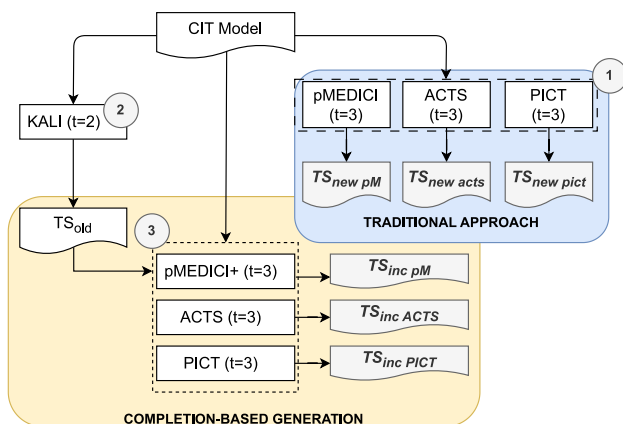 CIT Model
1
pMEDICI
(t=3)
ACTS
(t=3)
PICT
(t=3)
2
KALI (t=2)
TSnew pM
TSnew acts
TSnew pict
TRADITIONAL APPROACH
TSold
3
pMEDICI+ (t=3)
TSinc pM
ACTS (t=3)
TSinc ACTS
PICT (t=3)
TSinc PICT
COMPLETION-BASED GENERATION